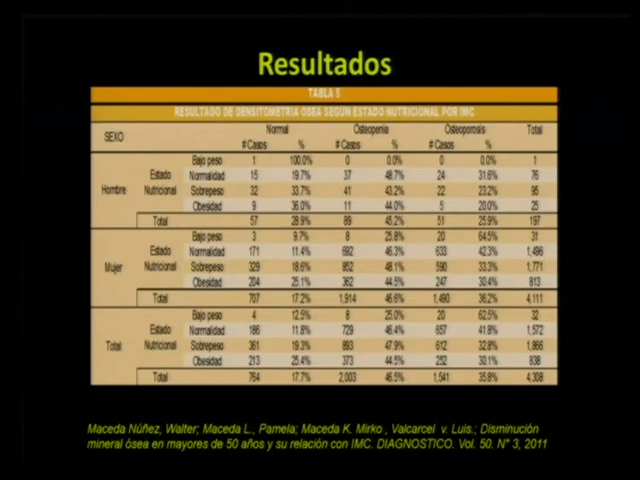 Resultados
TABLA 5
RESULTADO DE DENSITOMETRIA OSEA SEGUN ESTADO NUTRICIONAL POR IMC
SEXO Normal Osteopenia Osteoporosis Total
# Casos % # Casos % # Casos %
Hombre Estado Nutricional Bajo peso 1 100.0% 0 0.0% 0 0.0% 1
Normalidad 15 19.7% 37 48.7% 24 31.6% 76
Sobrepeso 32 33.7% 41 43.2% 22 23.2% 95
Obesidad 9 36.0% 11 44.0% 5 20.0% 25
Total 57 28.9% 89 45.2% 51 25.9% 197
Mujer Estado Nutricional Bajo peso 3 9.7% 8 25.8% 20 64.5% 31
Normalidad 171 11.4% 692 46.3% 633 42.3% 1,496
Sobrepeso 329 18.6% 852 48.1% 590 33.3% 1,771
Obesidad 204 25.1% 362 44.5% 247 30.4% 813
Total 707 17.2% 1,914 46.6% 1,490 36.2% 4,111
Total Estado Nutricional Bajo peso 4 12.5% 8 25.0% 20 62.5% 32
Normalidad 186 11.8% 729 46.4% 657 41.8% 1,572
Sobrepeso 361 19.3% 893 47.9% 612 32.8% 1,866
Obesidad 213 25.4% 373 44.5% 252 30.1% 838
Total 764 17.7% 2,003 46.5% 1,541 35.8% 4,308
Maceda Núñez, Walter; Maceda L., Pamela; Maceda K. Mirko , Valcarcel v. Luis.; Disminución
mineral ósea en mayores de 50 años y su relación con IMC. DIAGNOSTICO. Vol. 50. N° 3, 2011